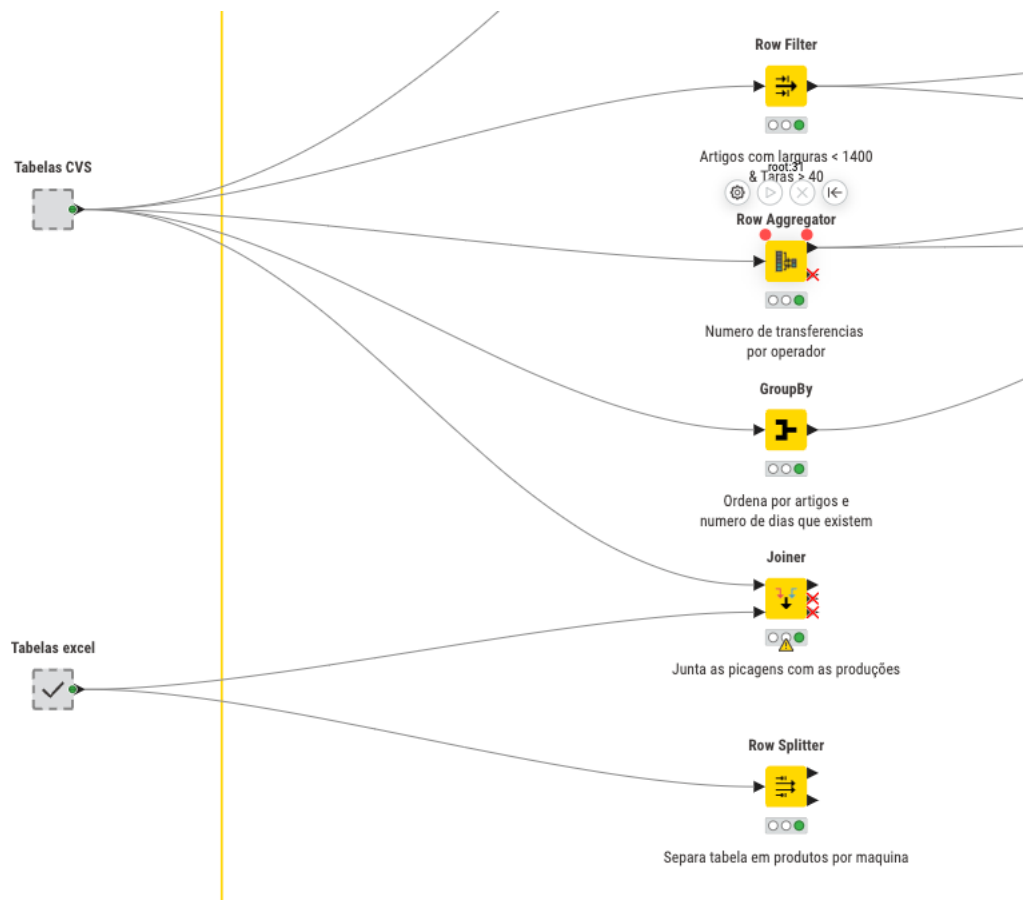 Row Filter
Artigos com larguras < 1400
& Taras > 40
root:31
Tabelas CVS
Row Aggregator
Numero de transferencias
por operador
GroupBy
Ordena por artigos e
numero de dias que existem
Joiner
Junta as picagens com as produções
Tabelas excel
Row Splitter
Separa tabela em produtos por maquina